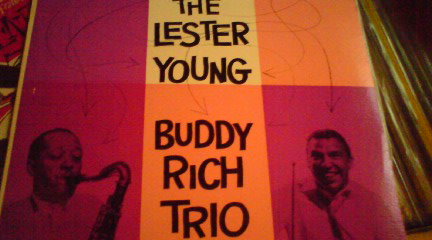 THE
LESTER
YOUNG
BUDDY
RICH
TRIO